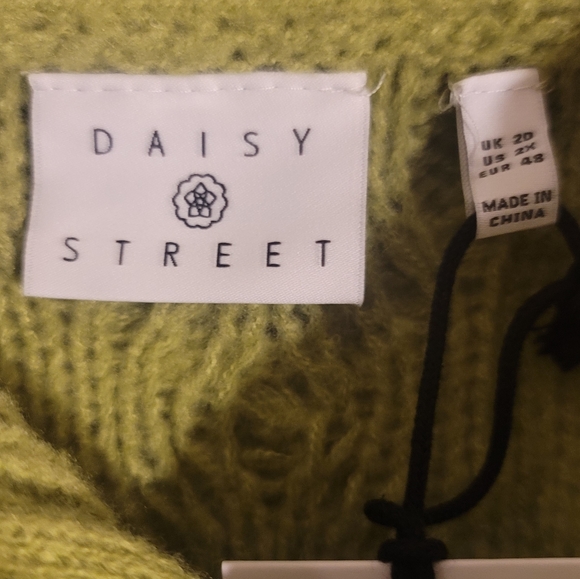 DAISY
STREET
UK 20
US 2X
EUR 48
MADE IN
CHINA